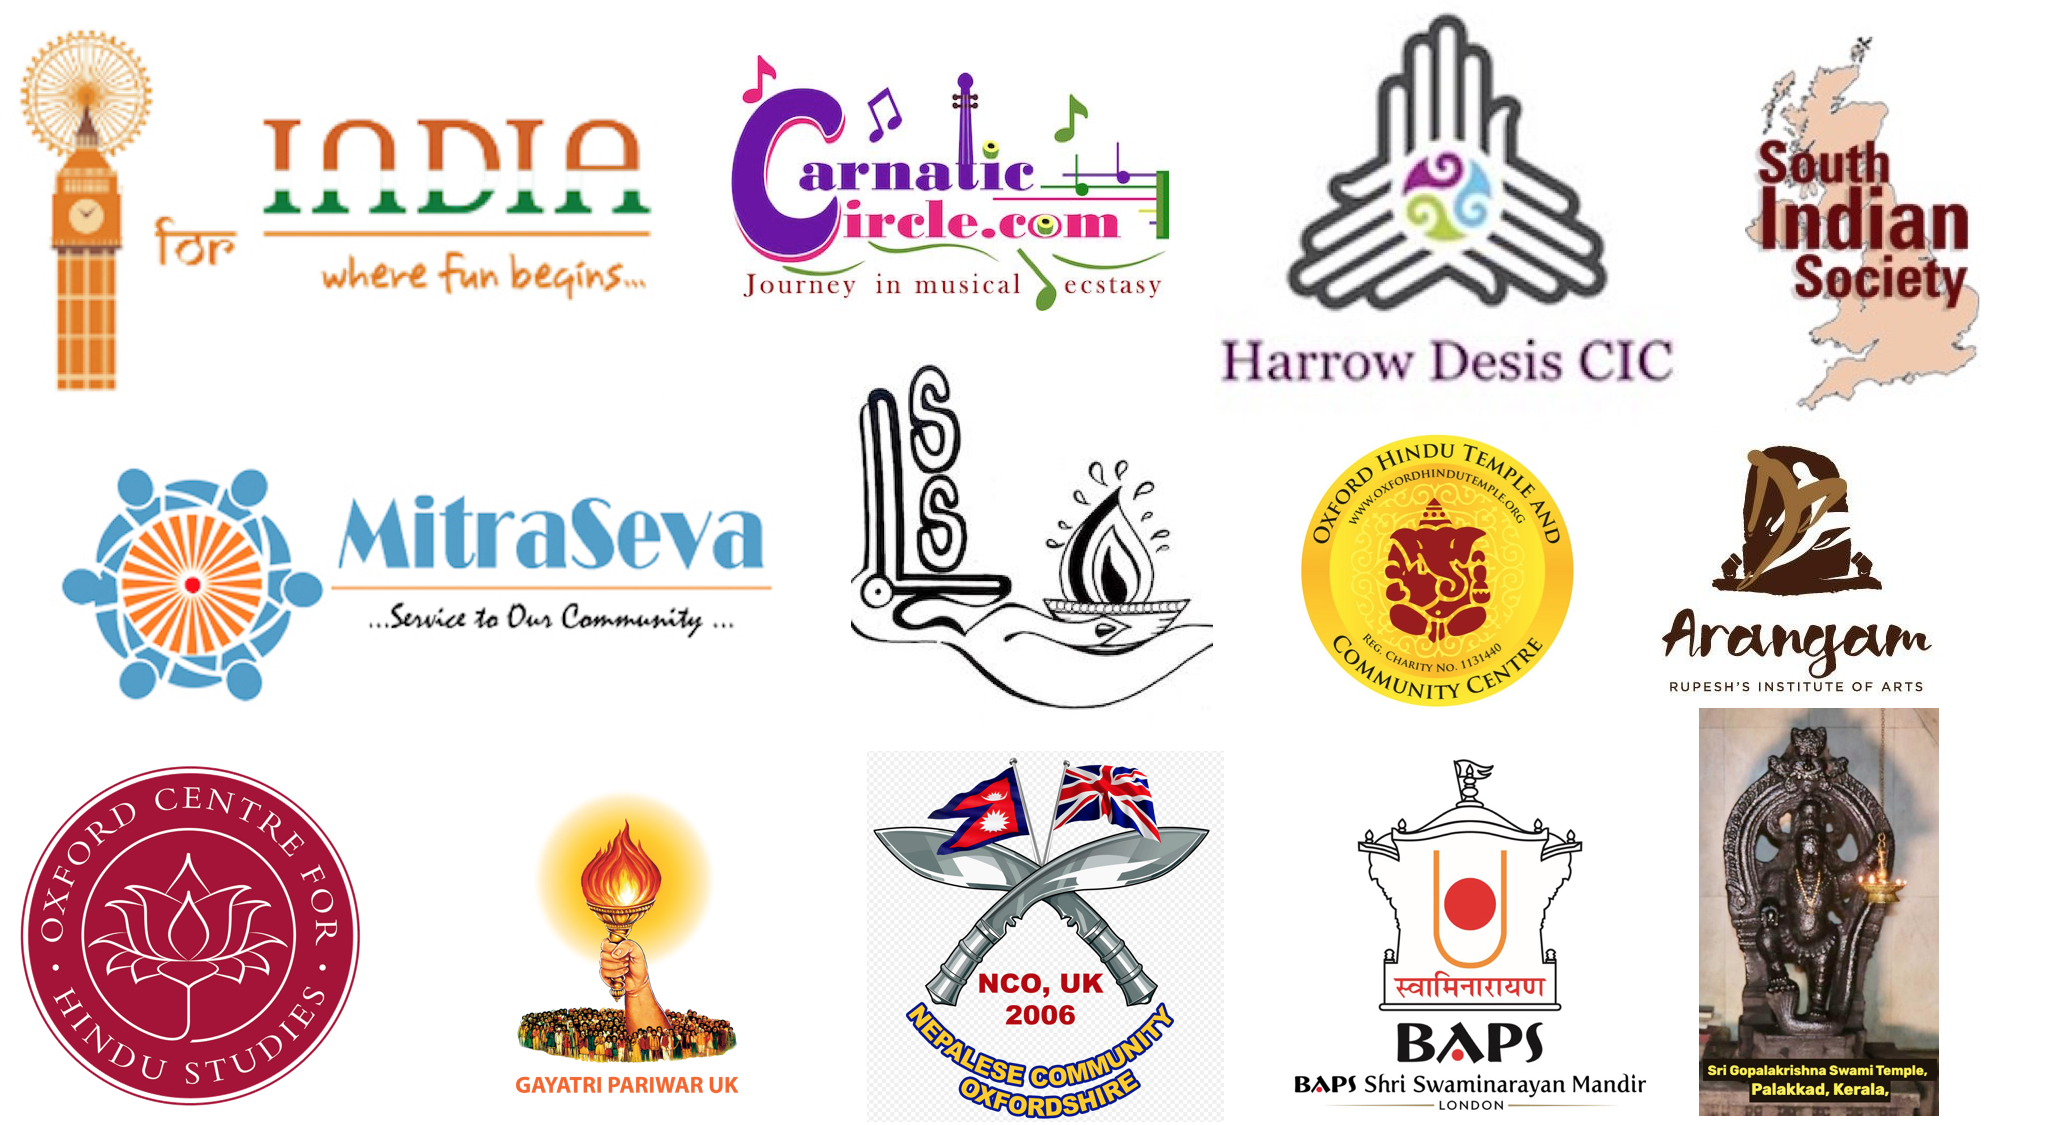 for
INDIA
where fun begins...
Carnatic
Circle.com
Journey in musical ecstasy
Harrow Desis CIC
South
Indian
Society
MitraSeva
...Service to Our Community ...
LSSS
OXFORD HINDU TEMPLE AND
WWW.OXFORDHINDUTEMPLE.ORG
REG. CHARITY NO. 1131440
COMMUNITY CENTRE
Arangam
RUPESH'S INSTITUTE OF ARTS
OXFORD CENTRE FOR
• HINDU STUDIES •
GAYATRI PARIWAR UK
NCO, UK
2006
NEPALESE COMMUNITY
OXFORDSHIRE
स्वामिनारायण
BAPS
BAPS Shri Swaminarayan Mandir
LONDON
Sri Gopalakrishna Swami Temple,
Palakkad, Kerala,